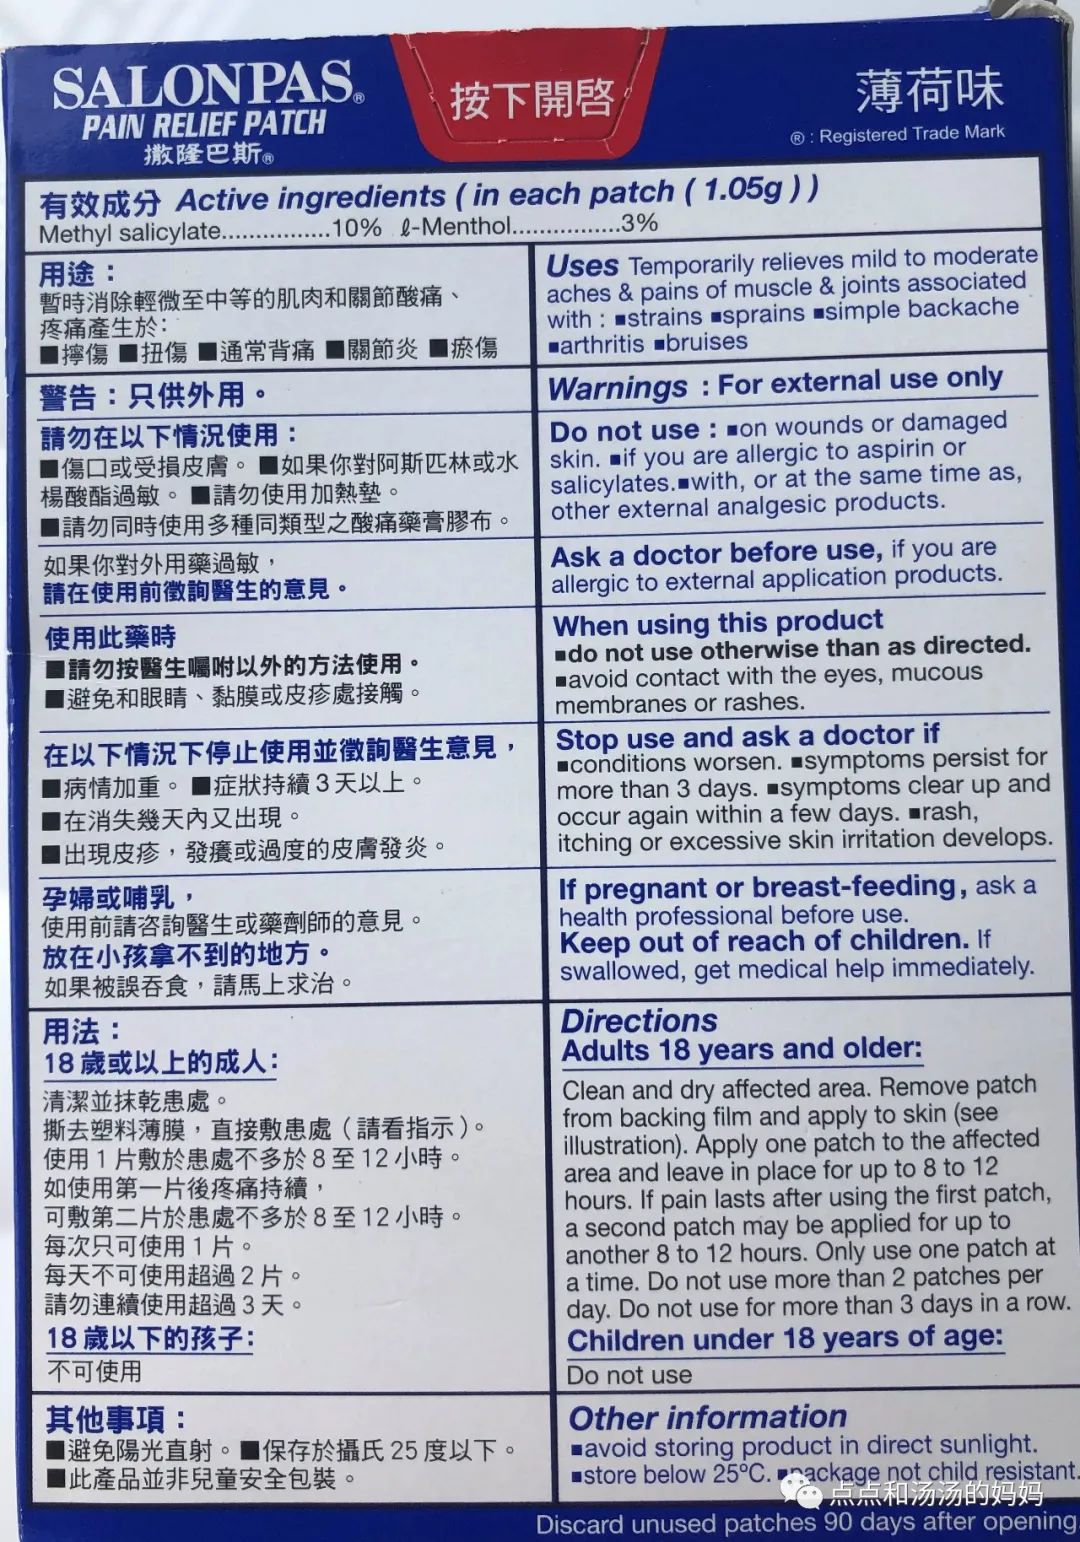 SALONPAS®
PAIN RELIEF PATCH
撒隆巴斯®
按下開啓
薄荷味
® : Registered Trade Mark
有效成分 Active ingredients ( in each patch ( 1.05g ) )
Methyl salicylate................10% ℓ-Menthol................3%
用途：
暫時消除輕微至中等的肌肉和關節酸痛、
疼痛產生於：
■擰傷 ■扭傷 ■通常背痛 ■關節炎 ■瘀傷
Uses Temporarily relieves mild to moderate
aches & pains of muscle & joints associated
with : ■strains ■sprains ■simple backache
■arthritis ■bruises
警告：只供外用。
Warnings : For external use only
請勿在以下情況使用：
■傷口或受損皮膚。 ■如果你對阿斯匹林或水
楊酸酯過敏。 ■請勿使用加熱墊。
■請勿同時使用多種同類型之酸痛藥膏膠布。
Do not use : ■on wounds or damaged
skin. ■if you are allergic to aspirin or
salicylates.■with, or at the same time as,
other external analgesic products.
如果你對外用藥過敏，
請在使用前徵詢醫生的意見。
Ask a doctor before use, if you are
allergic to external application products.
使用此藥時
■請勿按醫生囑咐以外的方法使用。
■避免和眼睛、黏膜或皮疹處接觸。
When using this product
■do not use otherwise than as directed.
■avoid contact with the eyes, mucous
membranes or rashes.
在以下情況下停止使用並徵詢醫生意見，
■病情加重。 ■症狀持續3天以上。
■在消失幾天內又出現。
■出現皮疹，發癢或過度的皮膚發炎。
Stop use and ask a doctor if
■conditions worsen. ■symptoms persist for
more than 3 days. ■symptoms clear up and
occur again within a few days. ■rash,
itching or excessive skin irritation develops.
孕婦或哺乳，
使用前請咨詢醫生或藥劑師的意見。
放在小孩拿不到的地方。
如果被誤吞食，請馬上求治。
If pregnant or breast-feeding, ask a
health professional before use.
Keep out of reach of children. If
swallowed, get medical help immediately.
用法：
18歲或以上的成人：
清潔並抹乾患處。
撕去塑料薄膜，直接敷患處（請看指示）。
使用1片敷於患處不多於8至12小時。
如使用第一片後疼痛持續，
可敷第二片於患處不多於8至12小時。
每次只可使用1片。
每天不可使用超過2片。
請勿連續使用超過3天。
18歲以下的孩子：
不可使用
Directions
Adults 18 years and older:
Clean and dry affected area. Remove patch
from backing film and apply to skin (see
illustration). Apply one patch to the affected
area and leave in place for up to 8 to 12
hours. If pain lasts after using the first patch,
a second patch may be applied for up to
another 8 to 12 hours. Only use one patch at
a time. Do not use more than 2 patches per
day. Do not use for more than 3 days in a row.
Children under 18 years of age:
Do not use
其他事項：
■避免陽光直射。 ■保存於攝氏25度以下。
■此產品並非兒童安全包裝。
Other information
■avoid storing product in direct sunlight.
■store below 25°C. ■package not child resistant.
点点和汤汤的妈妈
Discard unused patches 90 days after opening.